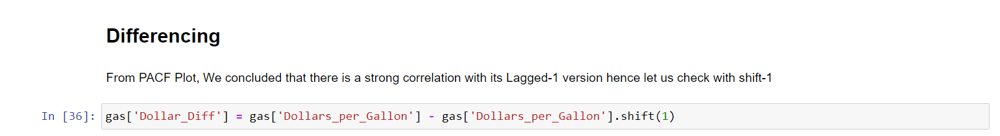 Differencing
From PACF Plot, We concluded that there is a strong correlation with its Lagged-1 version hence let us check with shift-1
In [36]: gas['Dollar_Diff'] = gas['Dollars_per_Gallon'] - gas['Dollars_per_Gallon'].shift(1)